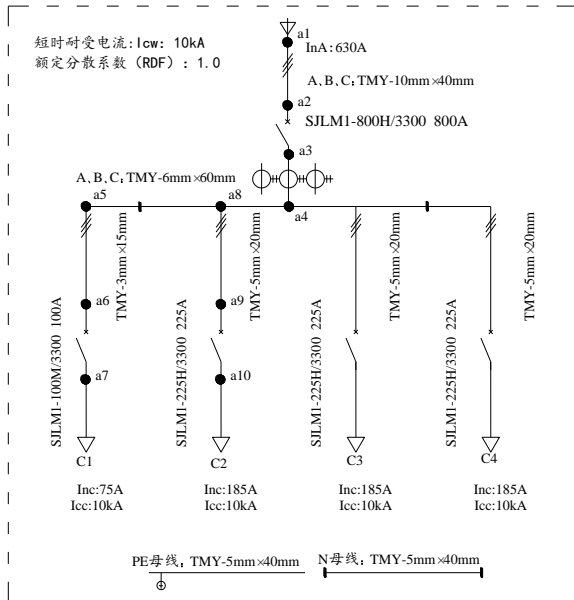 短时耐受电流:Icw: 10kA
额定分散系数（RDF）: 1.0
a1
InA: 630A
A, B, C; TMY-10mm×40mm
a2
SJLM1-800H/3300 800A
a3
A, B, C; TMY-6mm×60mm
a5
a8
a4
TMY-3mm×15mm
TMY-5mm×20mm
TMY-5mm×20mm
TMY-5mm×20mm
a6
a9
SJLM1-100M/3300 100A
SJLM1-225H/3300 225A
SJLM1-225H/3300 225A
SJLM1-225H/3300 225A
a7
a10
C1
C2
C3
C4
Inc:75A
Icc:10kA
Inc:185A
Icc:10kA
Inc:185A
Icc:10kA
Inc:185A
Icc:10kA
PE母线: TMY-5mm×40mm
N母线: TMY-5mm×40mm